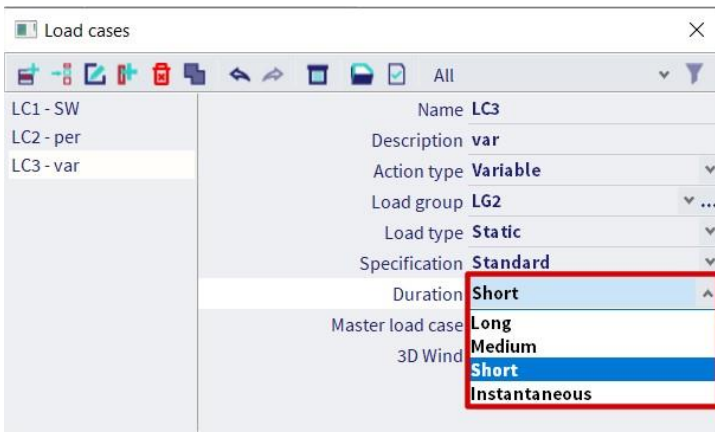 Load cases
All
LC1 - SW
LC2 - per
LC3 - var
Name LC3
Description var
Action type Variable
Load group LG2
...
Load type Static
Specification Standard
Duration Short
Master load case
3D Wind
Long
Medium
Short
Instantaneous